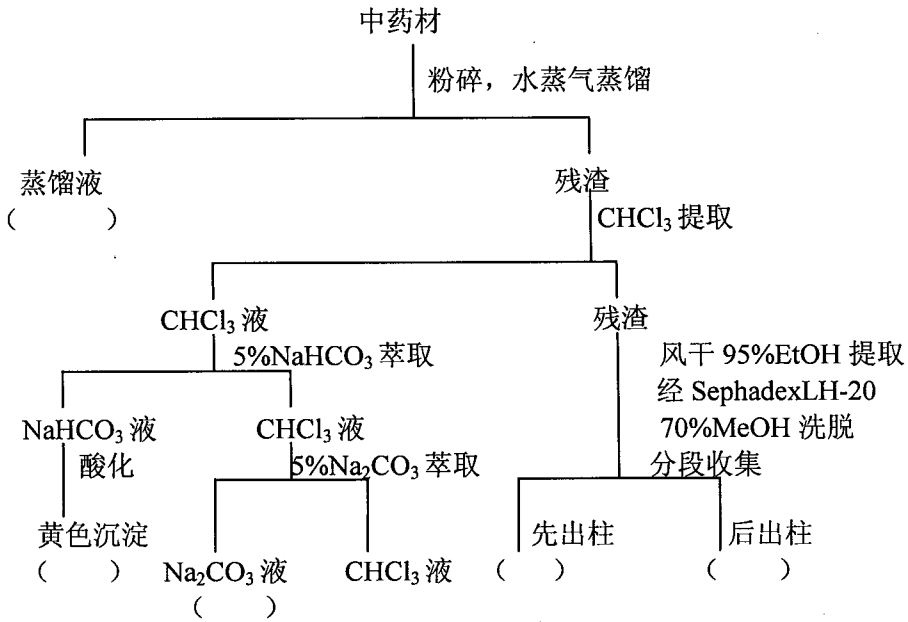 中药材
粉碎，水蒸气蒸馏
蒸馏液
（ ）
残渣
CHCl₃ 提取
CHCl₃ 液
残渣
5%NaHCO₃ 萃取
风干 95%EtOH 提取
经 SephadexLH-20
70%MeOH 洗脱
分段收集
NaHCO₃ 液
酸化
CHCl₃ 液
5%Na₂CO₃ 萃取
黄色沉淀
（ ）
Na₂CO₃ 液
（ ）
CHCl₃ 液
先出柱
（ ）
后出柱
（ ）